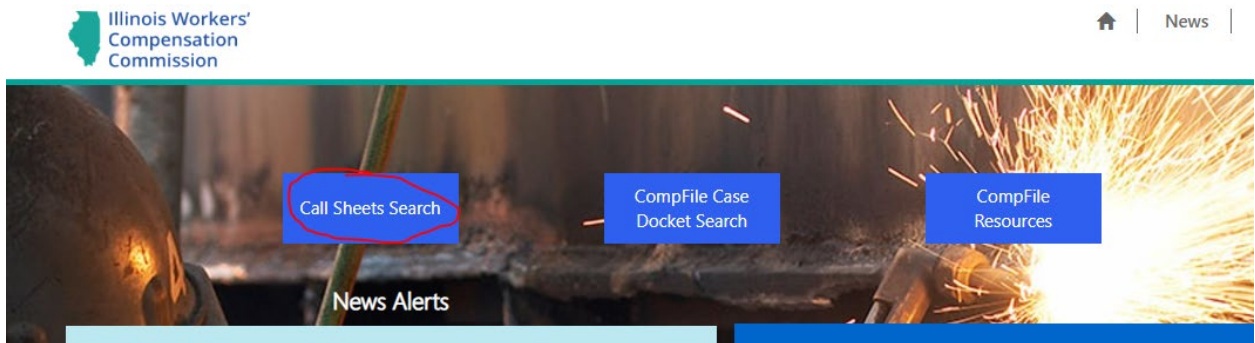 Illinois Workers'
Compensation
Commission
News
Call Sheets Search
CompFile Case
Docket Search
CompFile
Resources
News Alerts